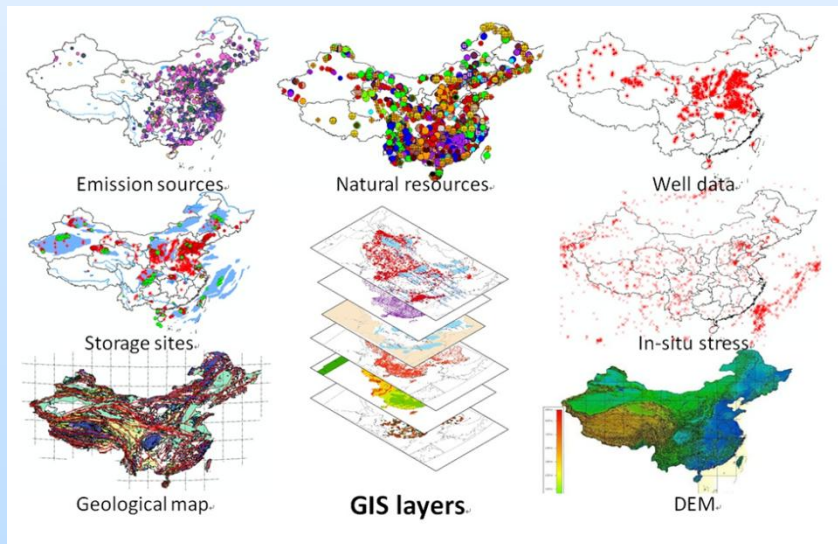 Emission sources
Natural resources
Well data
Storage sites
In-situ stress
Geological map
GIS layers
DEM